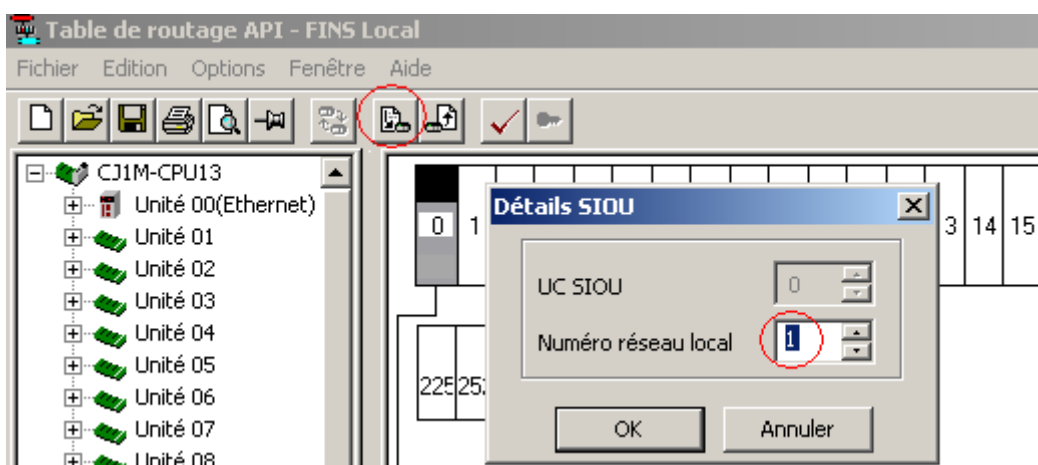 Table de routage API - FINS Local
Fichier Edition Options Fenêtre Aide
CJ1M-CPU13
Unité 00(Ethernet)
Unité 01
Unité 02
Unité 03
Unité 04
Unité 05
Unité 06
Unité 07
Unité 08
0 1
3 14 15
225
Détails SIOU
UC SIOU 0
Numéro réseau local 1
OK Annuler